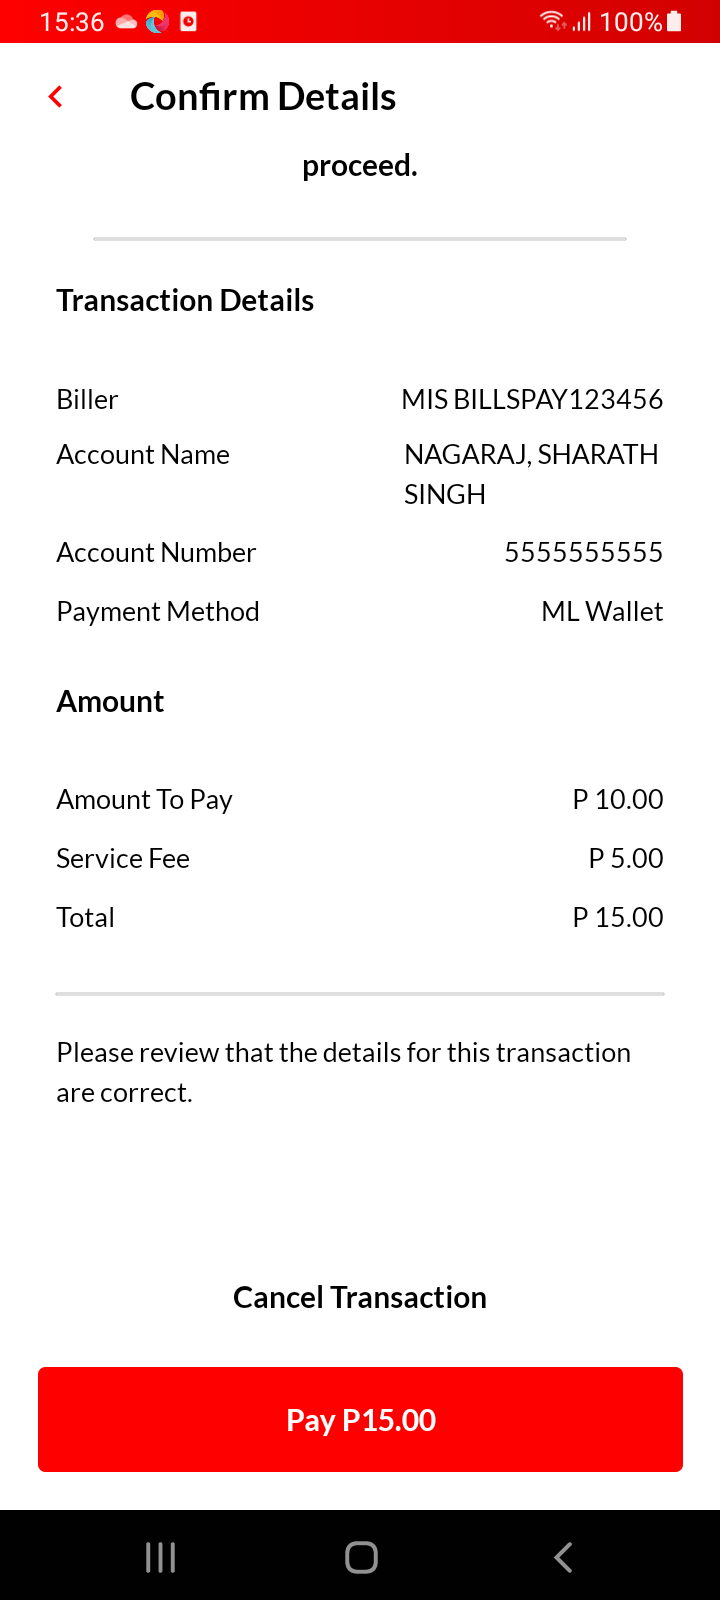 15:36 100%
Confirm Details
proceed.
Transaction Details
Biller MIS BILLSPAY123456
Account Name NAGARAJ, SHARATH
SINGH
Account Number 5555555555
Payment Method ML Wallet
Amount
Amount To Pay P 10.00
Service Fee P 5.00
Total P 15.00
Please review that the details for this transaction
are correct.
Cancel Transaction
Pay P15.00